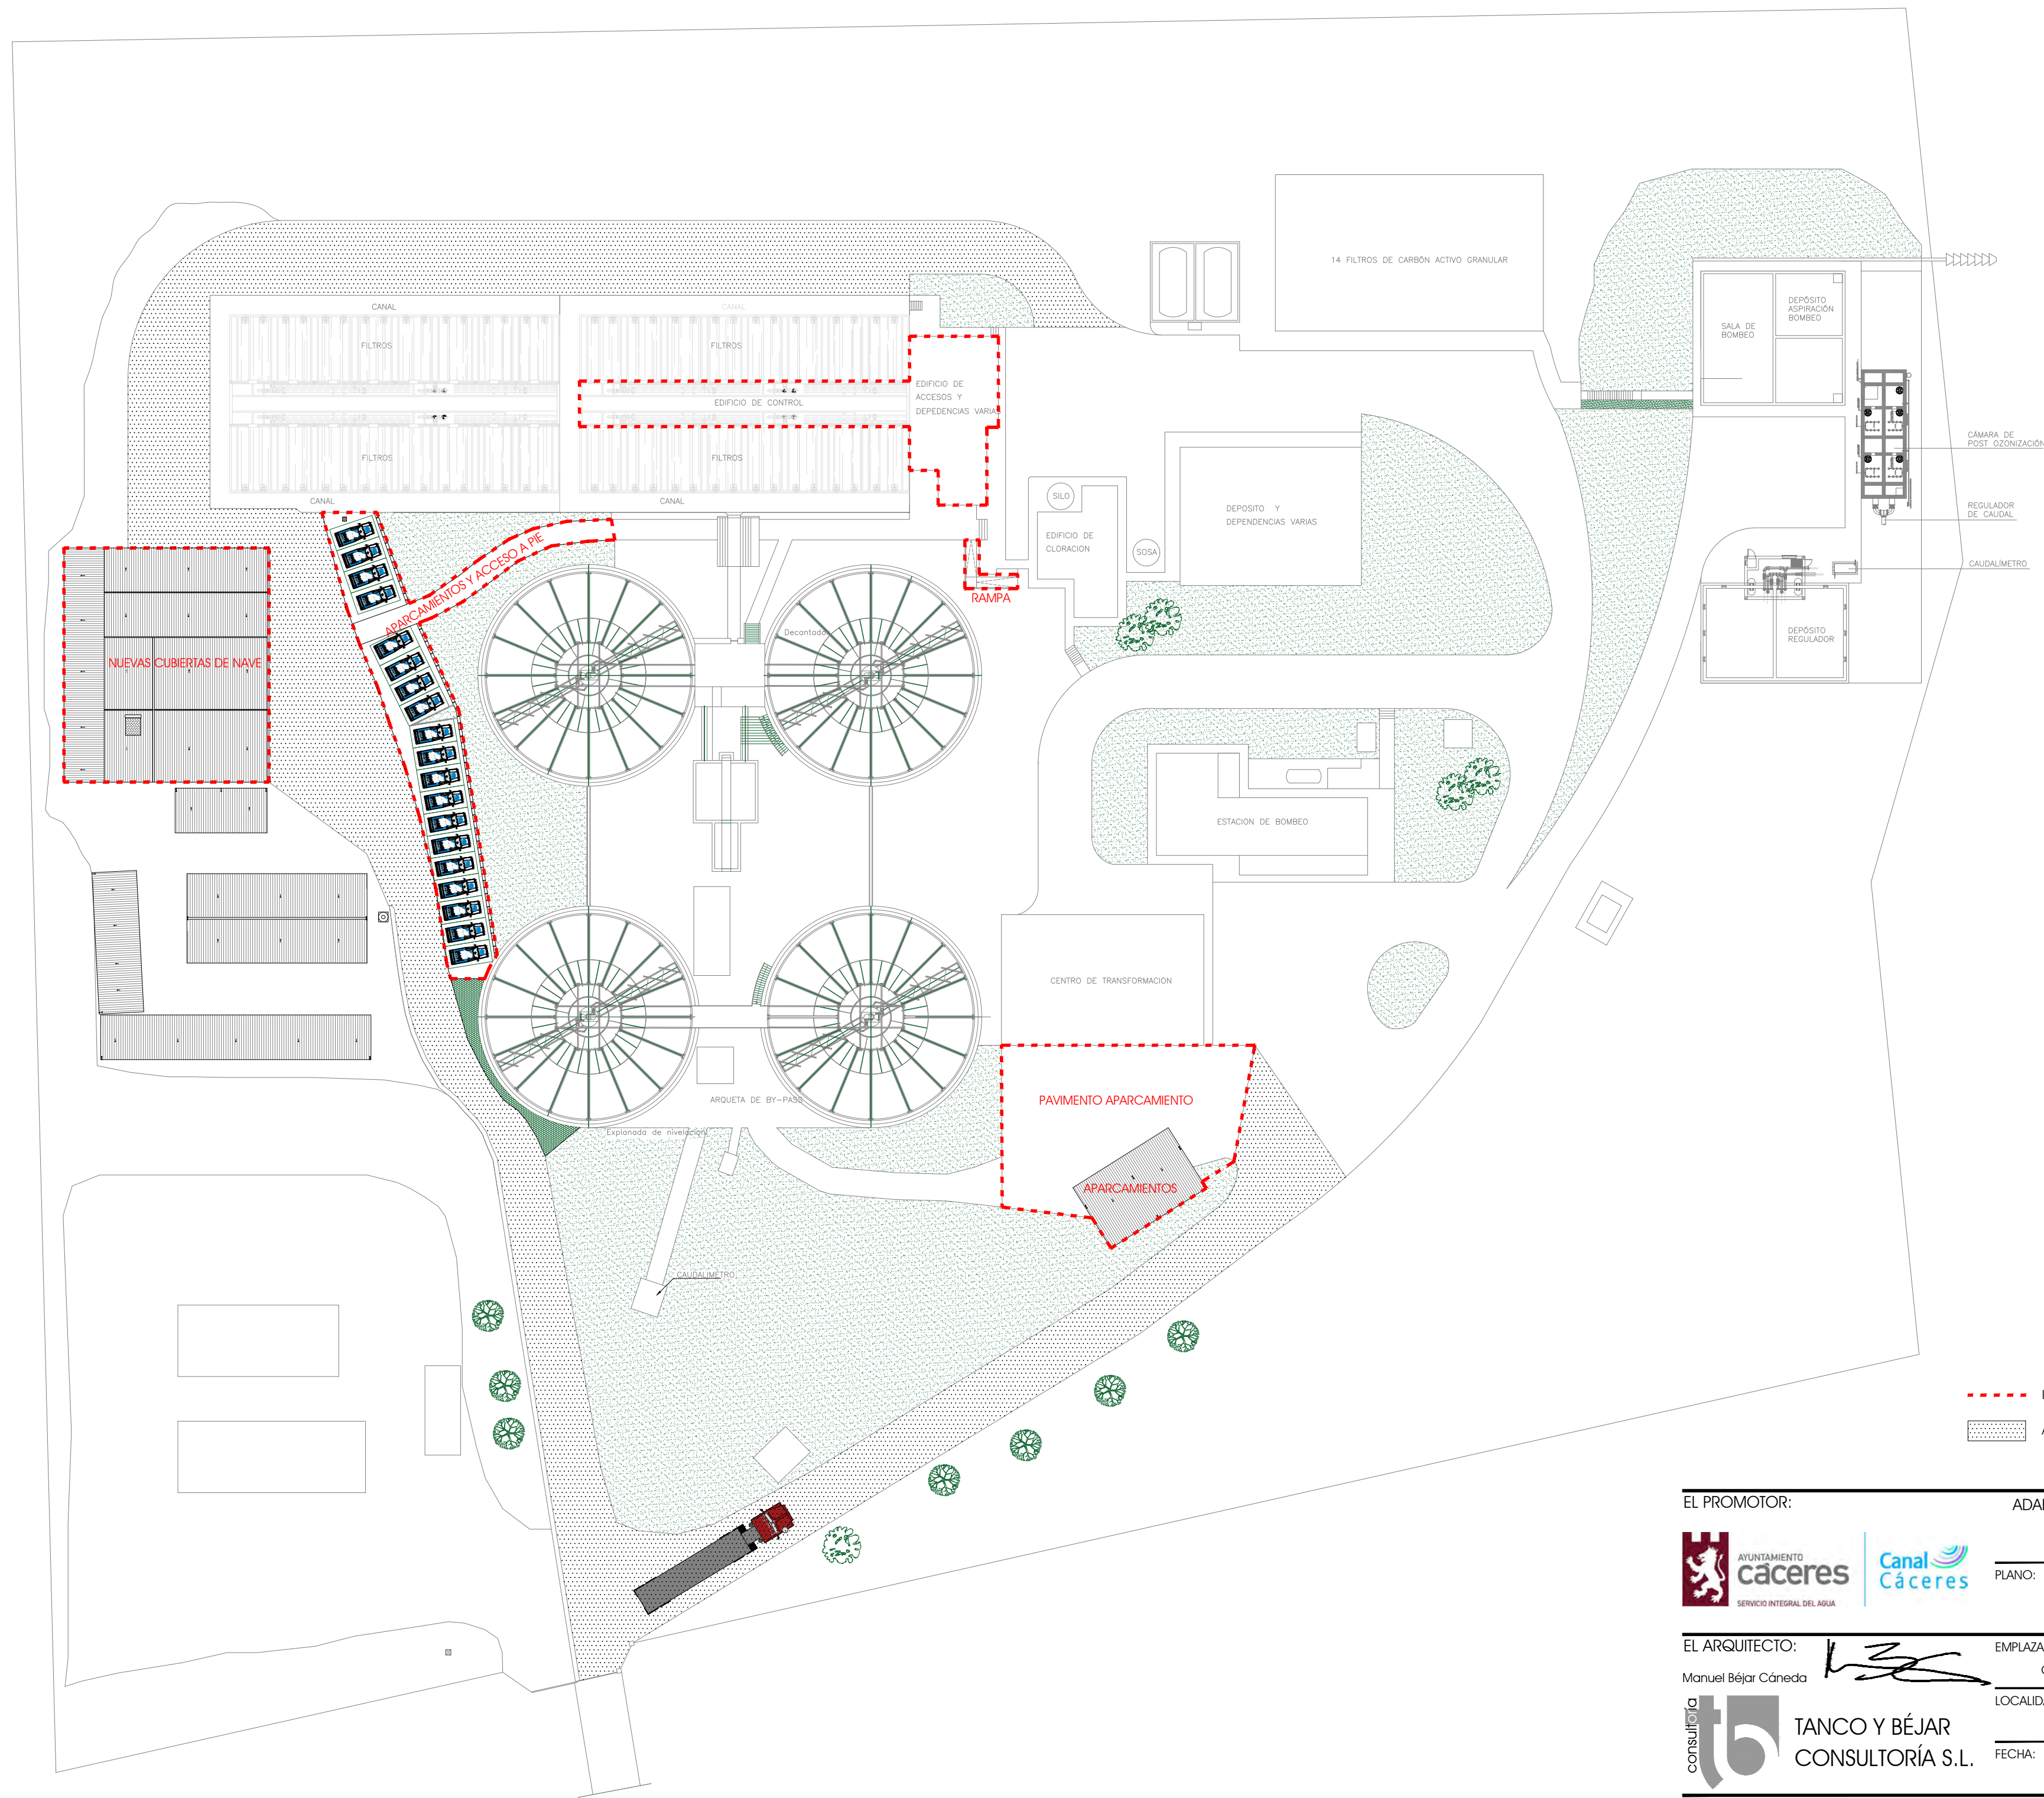 14 FILTROS DE CARBÓN ACTIVO GRANULAR
CANAL
CANAL
FILTROS
FILTROS
EDIFICIO DE CONTROL
EDIFICIO DE
ACCESOS Y
DEPEDENCIAS VARIAS
FILTROS
FILTROS
CANAL
CANAL
SALA DE
BOMBEO
DEPÓSITO
ASPIRACIÓN
BOMBEO
CÁMARA DE
POST OZONIZACIÓN
REGULADOR
DE CAUDAL
CAUDALÍMETRO
DEPÓSITO
REGULADOR
SILO
EDIFICIO DE
CLORACION
SOSA
DEPOSITO Y
DEPENDENCIAS VARIAS
RAMPA
APARCAMIENTOS Y ACCESO A PIE
NUEVAS CUBIERTAS DE NAVE
Decantador
ESTACION DE BOMBEO
CENTRO DE TRANSFORMACION
ARQUETA DE BY-PASS
Explanada de nivelacion
PAVIMENTO APARCAMIENTO
APARCAMIENTOS
CAUDALIMETRO
EL PROMOTOR:
AYUNTAMIENTO
cáceres
SERVICIO INTEGRAL DEL AGUA
Canal
Cáceres
PLANO:
EL ARQUITECTO:
Manuel Béjar Cáneda
EMPLAZA
LOCALIDA
FECHA:
consultoría
tb
TANCO Y BÉJAR
CONSULTORÍA S.L.